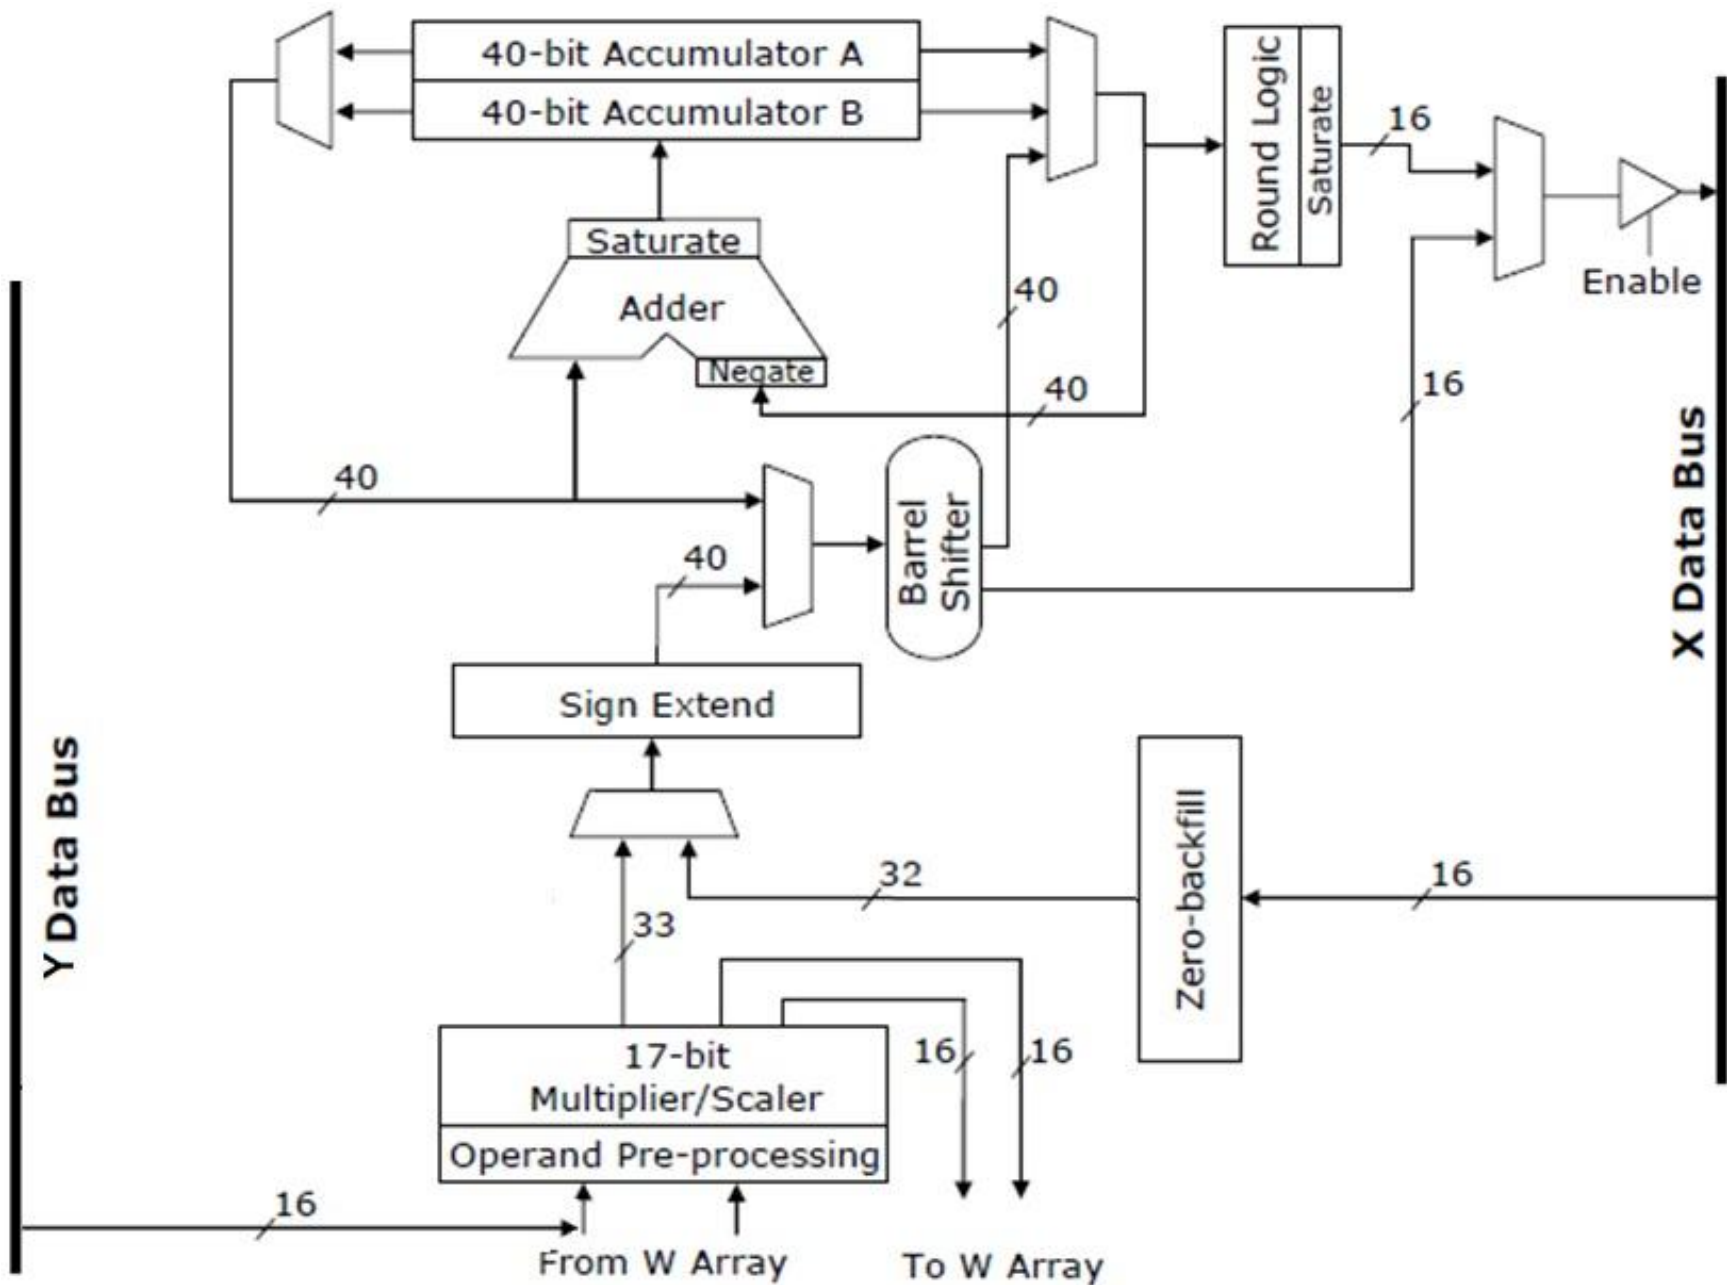 40-bit Accumulator A
40-bit Accumulator B
Round Logic
Saturate
16
Enable
Saturate
Adder
Negate
40
40
16
40
40
Barrel
Shifter
X Data Bus
Sign Extend
Y Data Bus
32
16
Zero-backfill
33
17-bit
Multiplier/Scaler
Operand Pre-processing
16
16
16
From W Array
To W Array